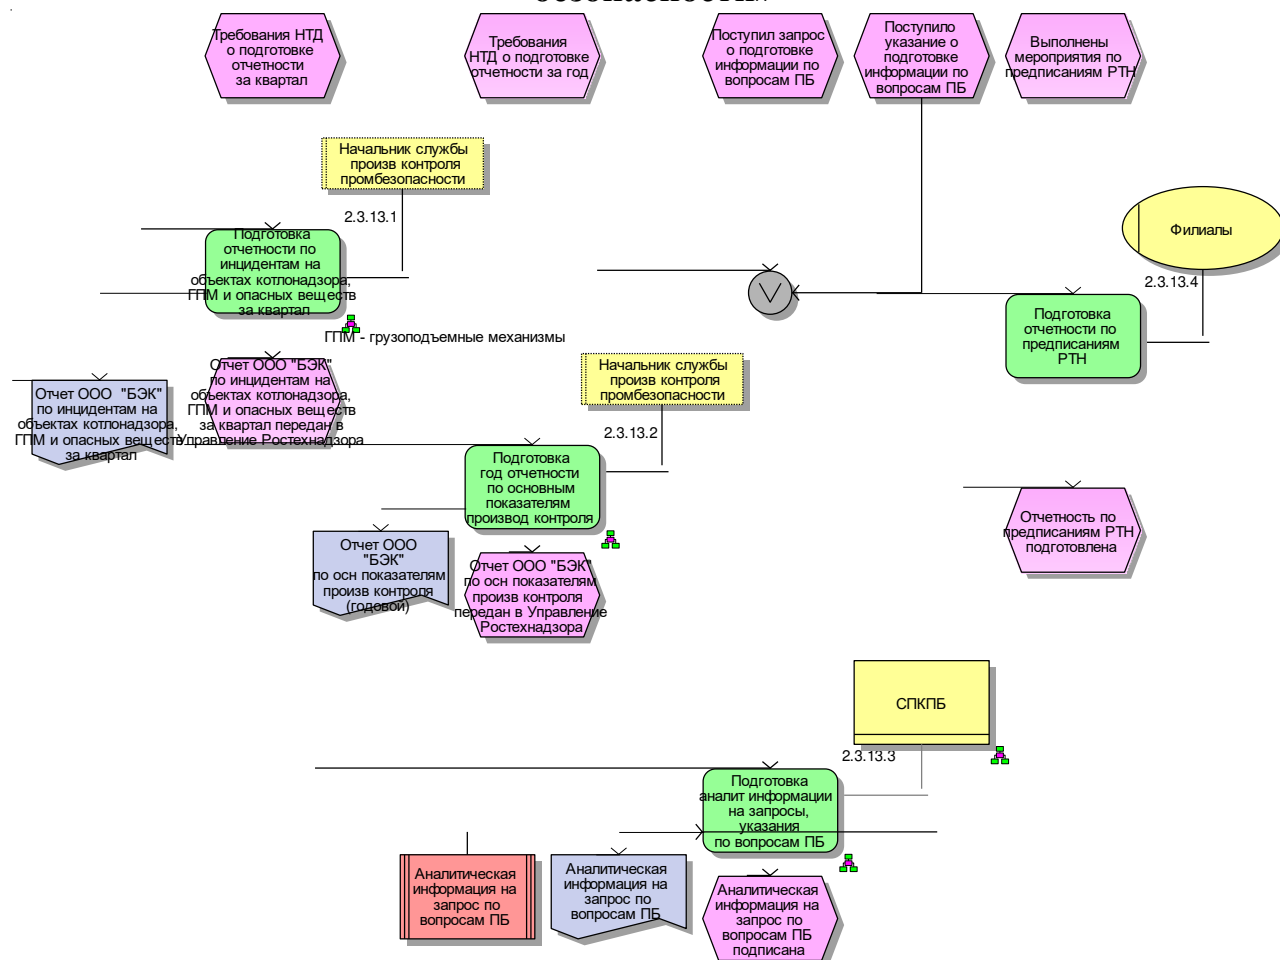 безопасности»
Требования НТД
о подготовке
отчетности
за квартал
Требования
НТД о подготовке
отчетности за год
Поступил запрос
о подготовке
информации по
вопросам ПБ
Поступило
указание о
подготовке
информации по
вопросам ПБ
Выполнены
мероприятия по
предписаниям РТН
Начальник службы
произв контроля
промбезопасности
2.3.13.1
Филиалы
2.3.13.4
Подготовка
отчетности по
инцидентам на
объектах котлонадзора,
ГПМ и опасных веществ
за квартал
Подготовка
отчетности по
предписаниям
РТН
ГПМ - грузоподъемные механизмы
Отчет ООО  "БЭК"
по инцидентам на
объектах котлонадзора,
ГПМ и опасных веществ
за квартал
Отчет ООО "БЭК"
по инцидентам на
объектах котлонадзора,
ГПМ и опасных веществ
за квартал передан в
Управление Ростехнадзора
Начальник службы
произв контроля
промбезопасности
2.3.13.2
Подготовка
год отчетности
по основным
показателям
производ контроля
Отчетность по
предписаниям РТН
подготовлена
Отчет ООО
"БЭК"
по осн показателям
произв контроля
(годовой)
Отчет ООО "БЭК"
по осн показателям
произв контроля
передан в Управление
Ростехнадзора
СПКПБ
2.3.13.3
Подготовка
аналит информации
на запросы,
указания
по вопросам ПБ
Аналитическая
информация на
запрос по
вопросам ПБ
Аналитическая
информация на
запрос по
вопросам ПБ
Аналитическая
информация на
запрос по
вопросам ПБ
подписана